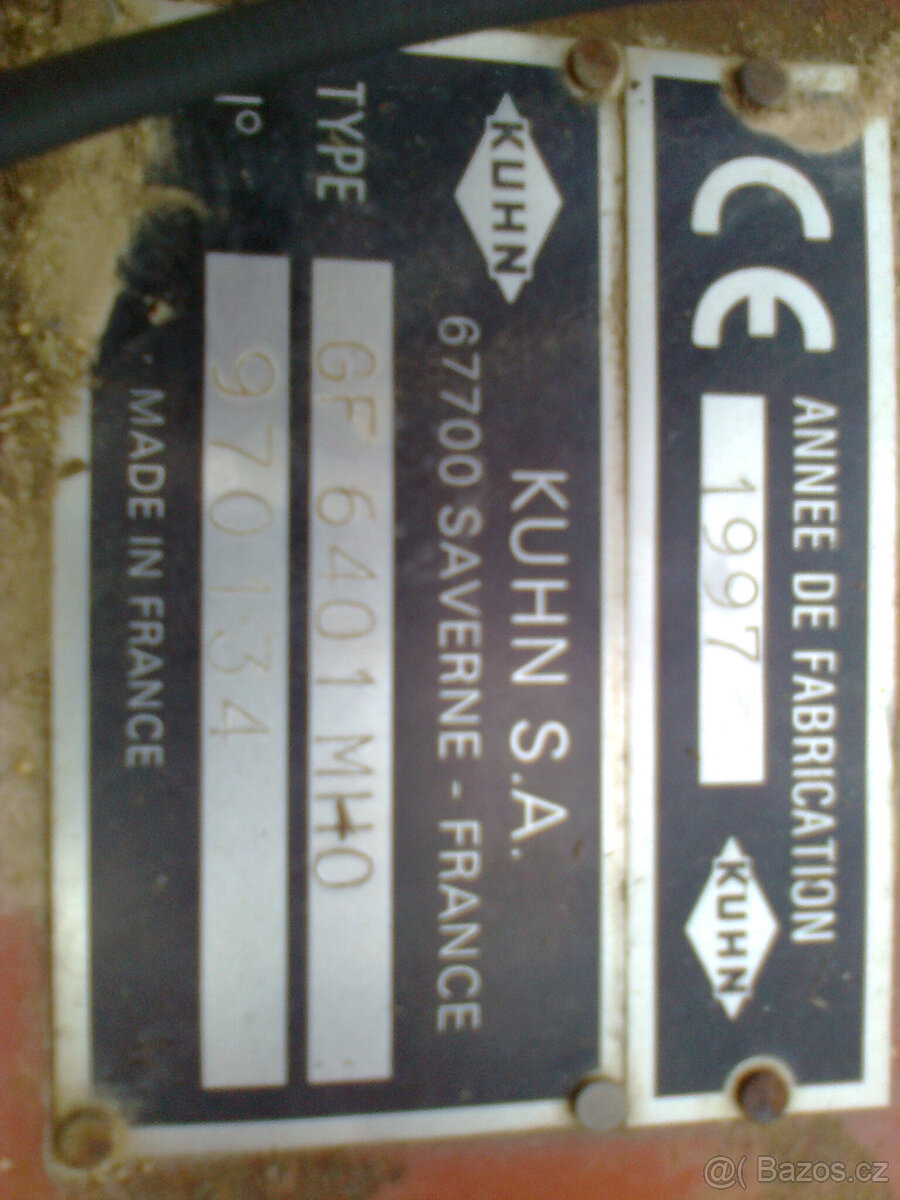 CE ANNEE DE FABRICATION
1997 KUHN
KUHN KUHN S.A.
67700 SAVERNE - FRANCE
TYPE GF 6401 MHO
N° 970134
MADE IN FRANCE
@( Bazos.cz